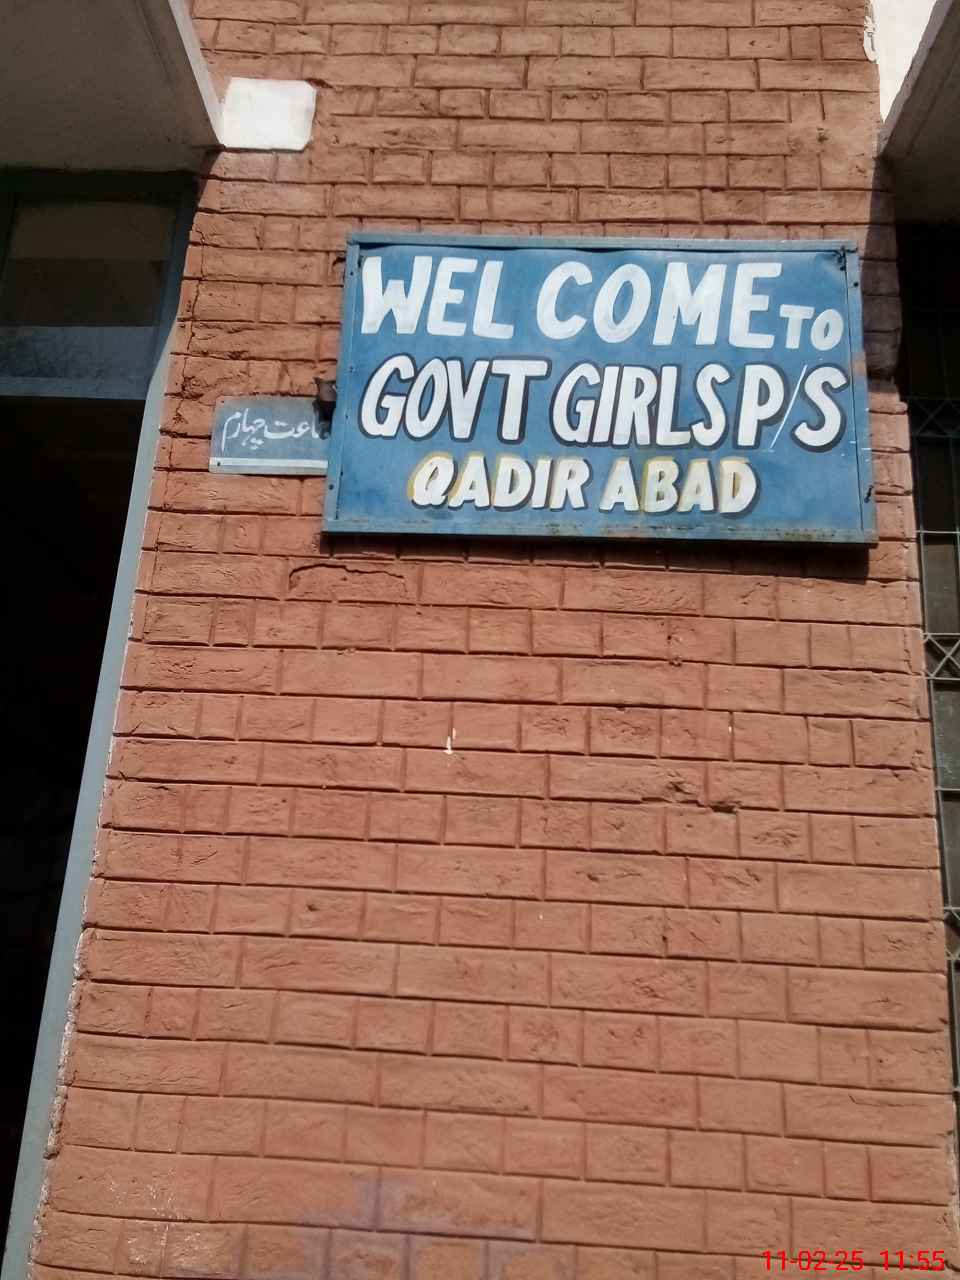 WEL COME TO
GOVT GIRLS P/S
QADIR ABAD
چہارم
11-02-25 11:55